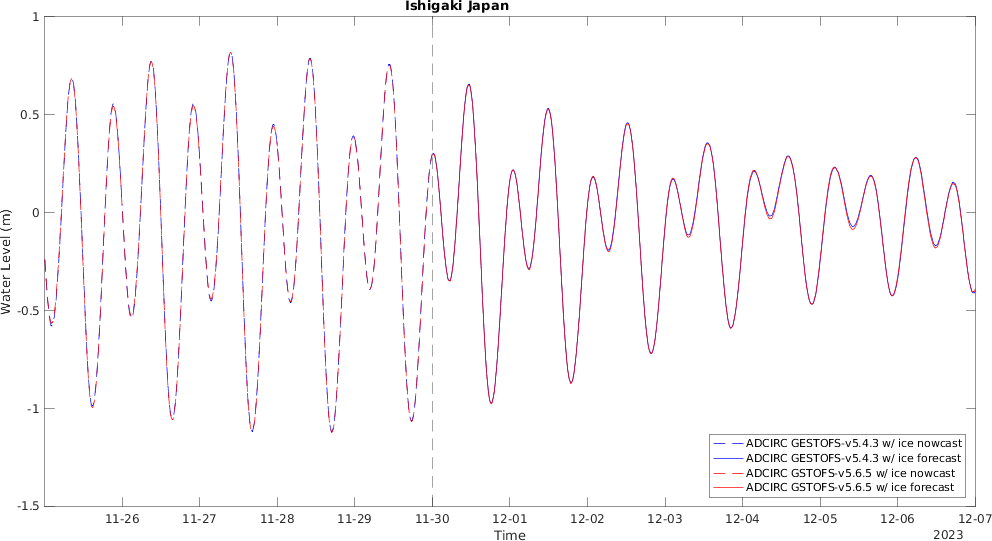 Ishigaki Japan
1
0.5
0
-0.5
-1
-1.5
Water Level (m)
11-26
11-27
11-28
11-29
11-30
12-01
12-02
12-03
12-04
12-05
12-06
12-07
Time
2023
ADCIRC GESTOFS-v5.4.3 w/ ice nowcast
ADCIRC GESTOFS-v5.4.3 w/ ice forecast
ADCIRC GSTOFS-v5.6.5 w/ ice nowcast
ADCIRC GSTOFS-v5.6.5 w/ ice forecast